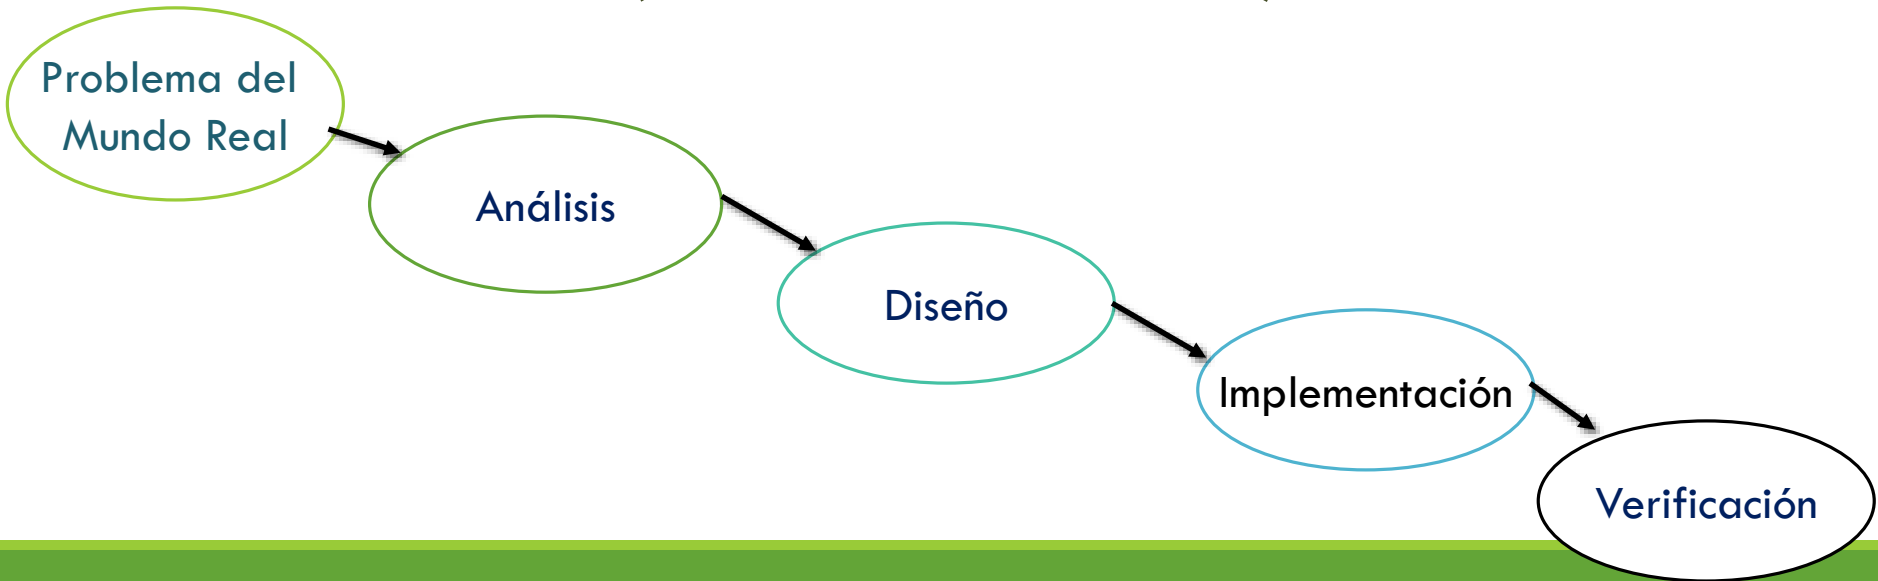 Problema del
Mundo Real
Análisis
Diseño
Implementación
Verificación